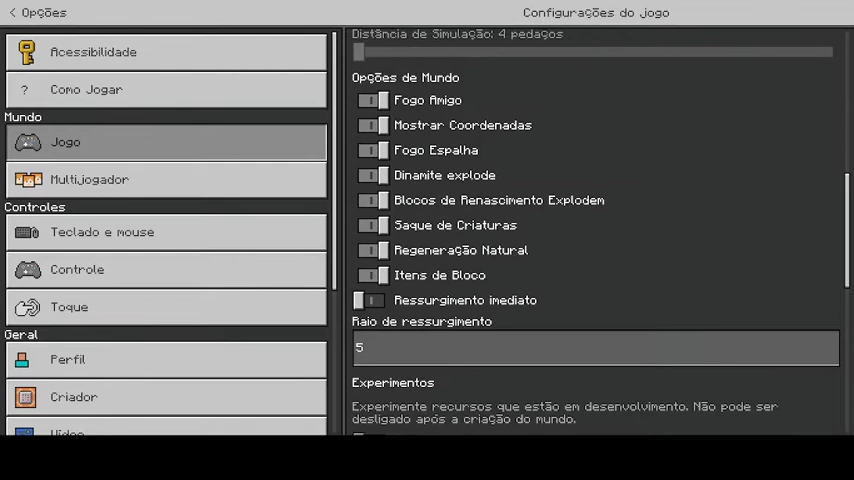 < Opções
Configurações do jogo
Acessibilidade
? Como Jogar
Mundo
Jogo
Multijogador
Controles
Teclado e mouse
Controle
Toque
Geral
Perfil
Criador
Vídeo
Distância de Simulação: 4 pedaços
Opções de Mundo
Fogo Amigo
Mostrar Coordenadas
Fogo Espalha
Dinamite explode
Blocos de Renascimento Explodem
Saque de Criaturas
Regeneração Natural
Itens de Bloco
Ressurgimento imediato
Raio de ressurgimento
5
Experimentos
Experimente recursos que estão em desenvolvimento. Não pode ser
desligado após a criação do mundo.